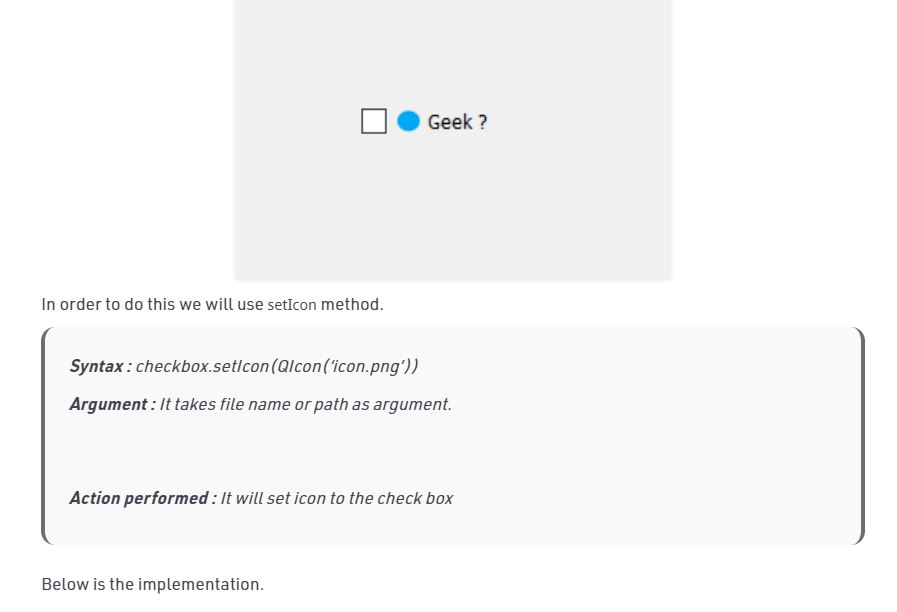 Geek ?
In order to do this we will use setIcon method.
Syntax : checkbox.setIcon(QIcon(‘icon.png’))
Argument : It takes file name or path as argument.
Action performed : It will set icon to the check box
Below is the implementation.